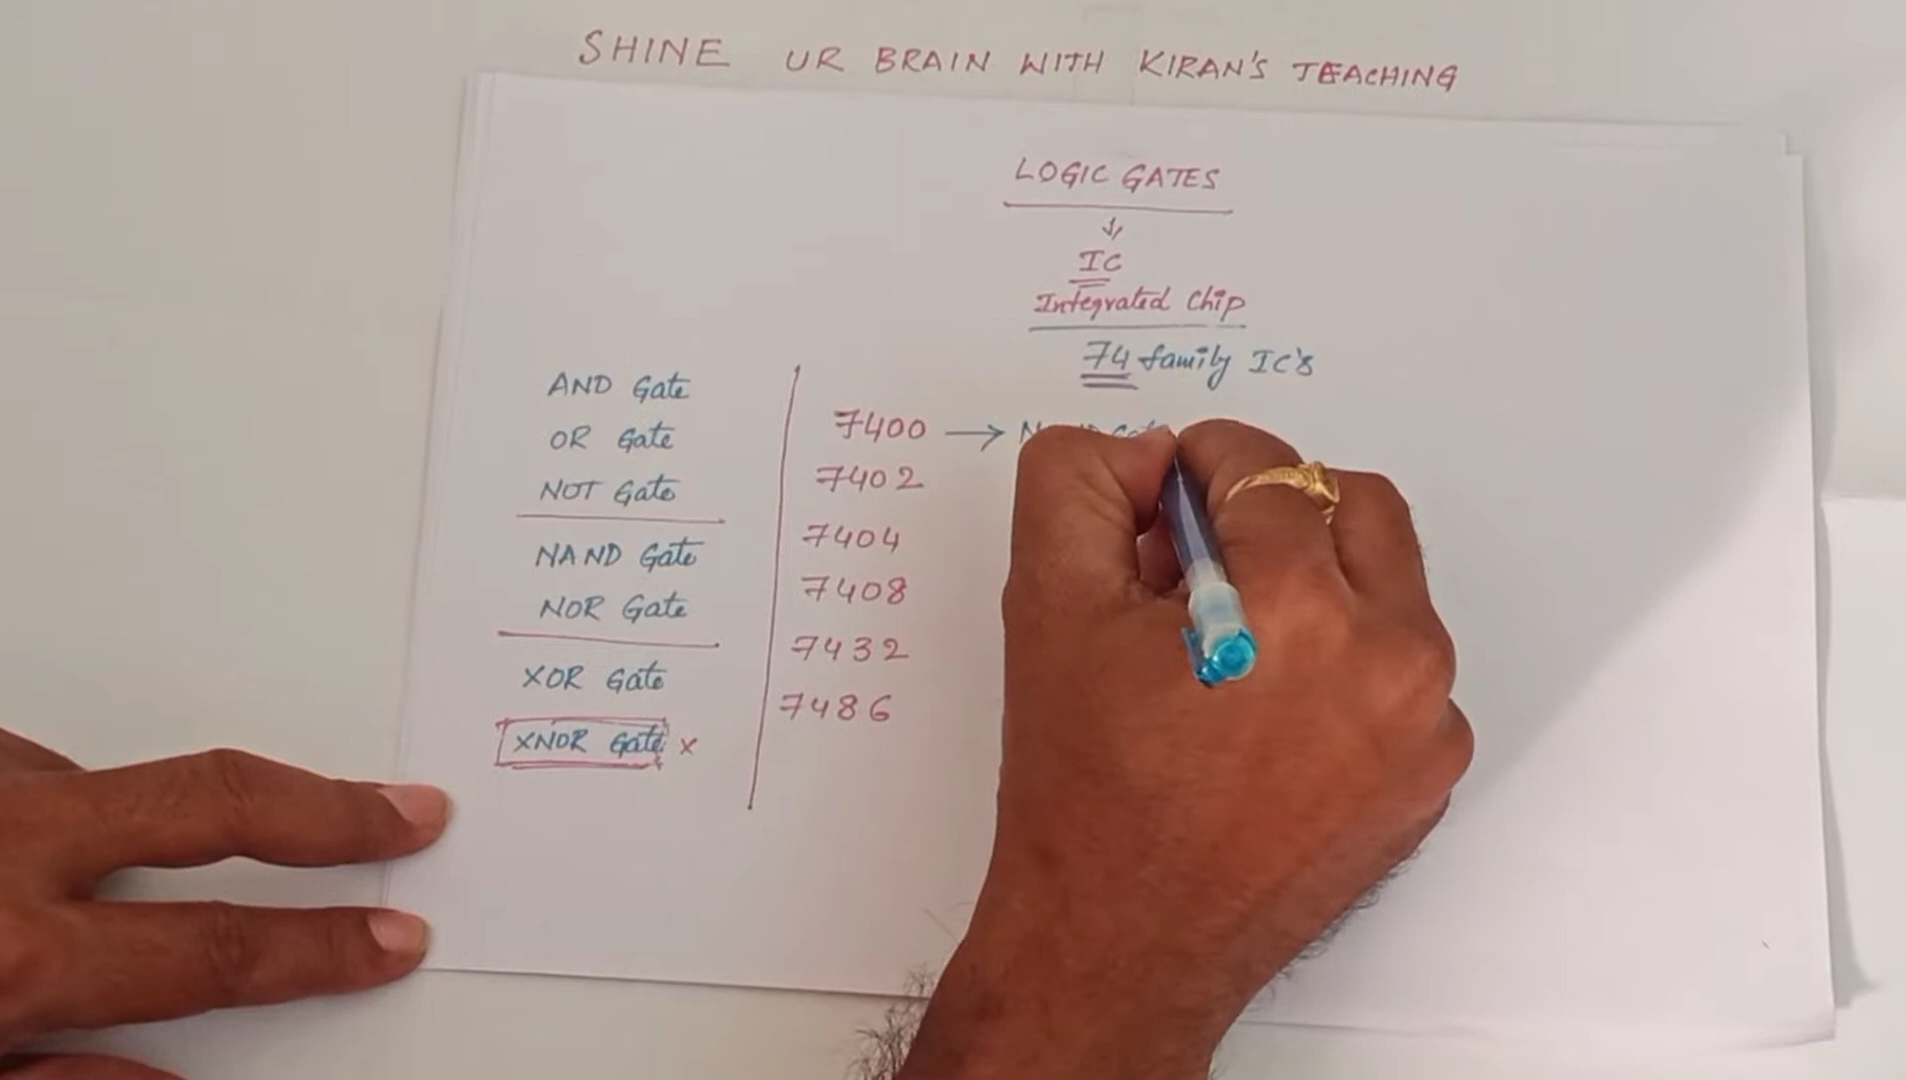 SHINE UR BRAIN WITH KIRAN'S TEACHING
LOGIC GATES
IC
Integrated Chip
74 family IC's
AND Gate
OR Gate
NOT Gate
NAND Gate
NOR Gate
XOR Gate
XNOR Gate x
7400 →
7402
7404
7408
7432
7486